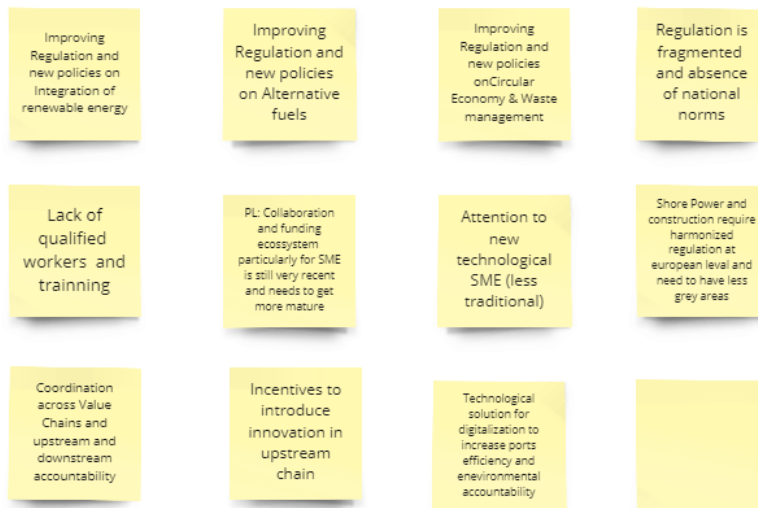 Improving
Regulation and
new policies on
Integration of
renewable energy
Improving
Regulation and
new policies
on Alternative
fuels
Improving
Regulation and
new policies
onCircular
Economy & Waste
management
Regulation is
fragmented
and absence
of national
norms
Lack of
qualified
workers and
trainning
PL: Collaboration
and funding
ecosystem
particularly for SME
is still very recent
and needs to get
more mature
Attention to
new
technological
SME (less
traditional)
Shore Power and
construction require
harmonized
regulation at
european leval and
need to have less
grey areas
Coordination
across Value
Chains and
upstream and
downstream
accountability
Incentives to
introduce
innovation in
upstream
chain
Technological
solution for
digitalization to
increase ports
efficiency and
enevironmental
accountability